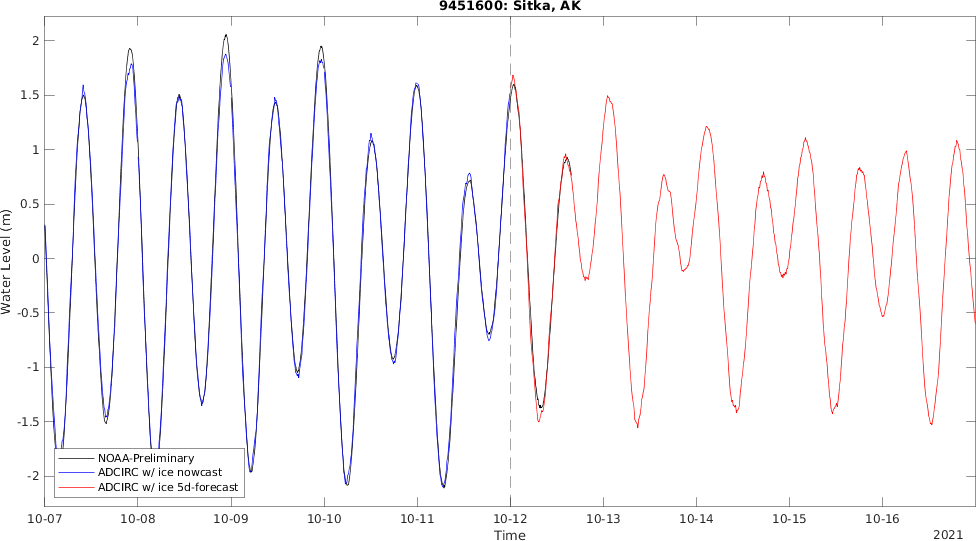 9451600: Sitka, AK
2
1.5
1
0.5
0
-0.5
-1
-1.5
-2
Water Level (m)
NOAA-Preliminary
ADCIRC w/ ice nowcast
ADCIRC w/ ice 5d-forecast
10-07 10-08 10-09 10-10 10-11 10-12 10-13 10-14 10-15 10-16
Time
2021